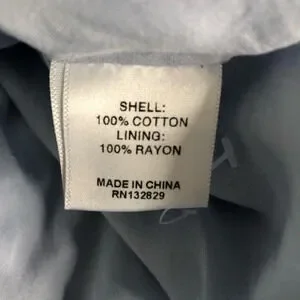 SHELL:
100% COTTON
LINING:
100% RAYON
MADE IN CHINA
RN132829